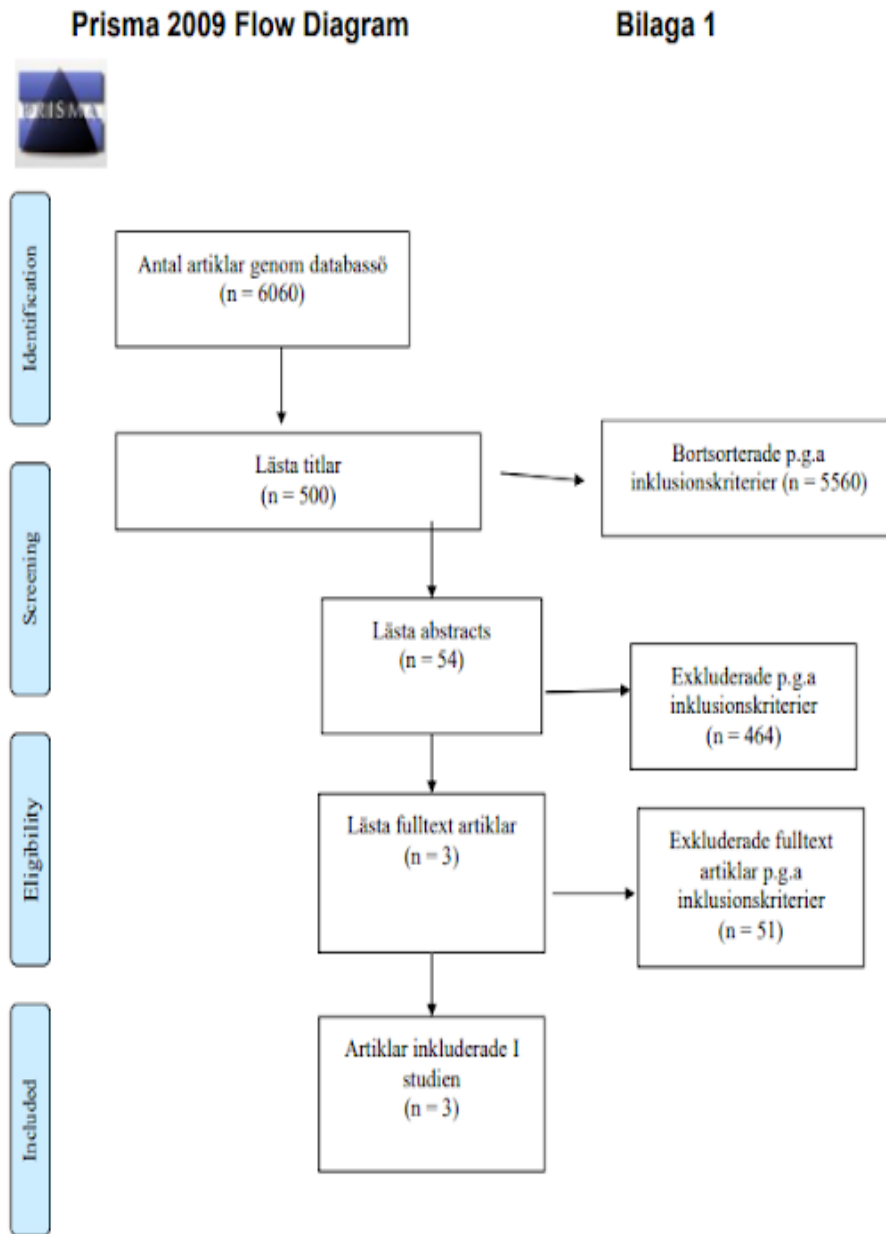 Prisma 2009 Flow Diagram
Bilaga 1
PRISMA
Identification
Antal artiklar genom databassö
(n = 6060)
Lästa titlar
(n = 500)
Bortsorterade p.g.a
inklusionskriterier (n = 5560)
Screening
Lästa abstracts
(n = 54)
Exkluderade p.g.a
inklusionskriterier
(n = 464)
Eligibility
Lästa fulltext artiklar
(n = 3)
Exkluderade fulltext
artiklar p.g.a
inklusionskriterier
(n = 51)
Included
Artiklar inkluderade I
studien
(n = 3)